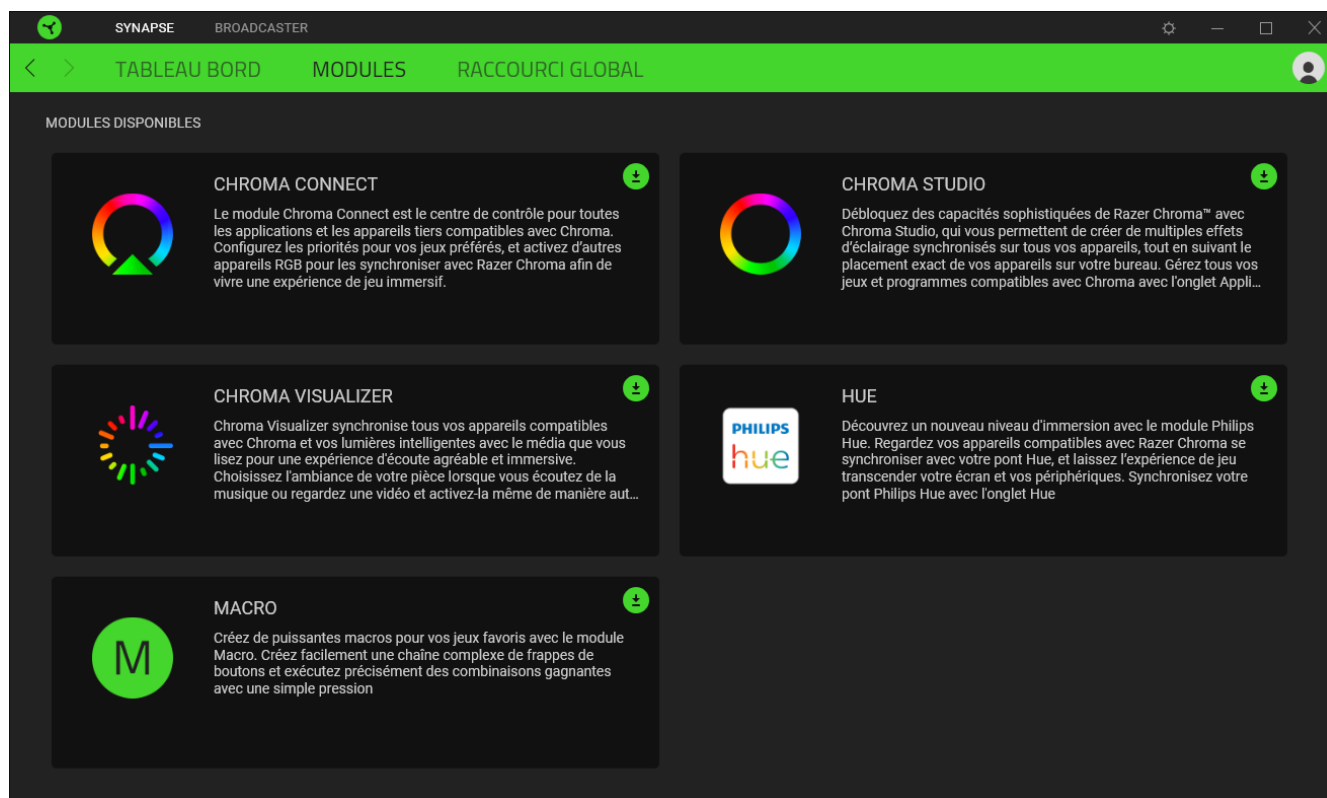 SYNAPSE BROADCASTER
TABLEAU BORD MODULES RACCOURCI GLOBAL
MODULES DISPONIBLES
CHROMA CONNECT
Le module Chroma Connect est le centre de contrôle pour toutes
les applications et les appareils tiers compatibles avec Chroma.
Configurez les priorités pour vos jeux préférés, et activez d'autres
appareils RGB pour les synchroniser avec Razer Chroma afin de
vivre une expérience de jeu immersif.
CHROMA STUDIO
Débloquez des capacités sophistiquées de Razer Chroma™ avec
Chroma Studio, qui vous permettent de créer de multiples effets
d'éclairage synchronisés sur tous vos appareils, tout en suivant le
placement exact de vos appareils sur votre bureau. Gérez tous vos
jeux et programmes compatibles avec Chroma avec l'onglet Appli...
CHROMA VISUALIZER
Chroma Visualizer synchronise tous vos appareils compatibles
avec Chroma et vos lumières intelligentes avec le média que vous
lisez pour une expérience d'écoute agréable et immersive.
Choisissez l'ambiance de votre pièce lorsque vous écoutez de la
musique ou regardez une vidéo et activez-la même de manière aut...
PHILIPS
hue
HUE
Découvrez un nouveau niveau d'immersion avec le module Philips
Hue. Regardez vos appareils compatibles avec Razer Chroma se
synchroniser avec votre pont Hue, et laissez l'expérience de jeu
transcender votre écran et vos périphériques. Synchronisez votre
pont Philips Hue avec l'onglet Hue
M
MACRO
Créez de puissantes macros pour vos jeux favoris avec le module
Macro. Créez facilement une chaîne complexe de frappes de
boutons et exécutez précisément des combinaisons gagnantes
avec une simple pression